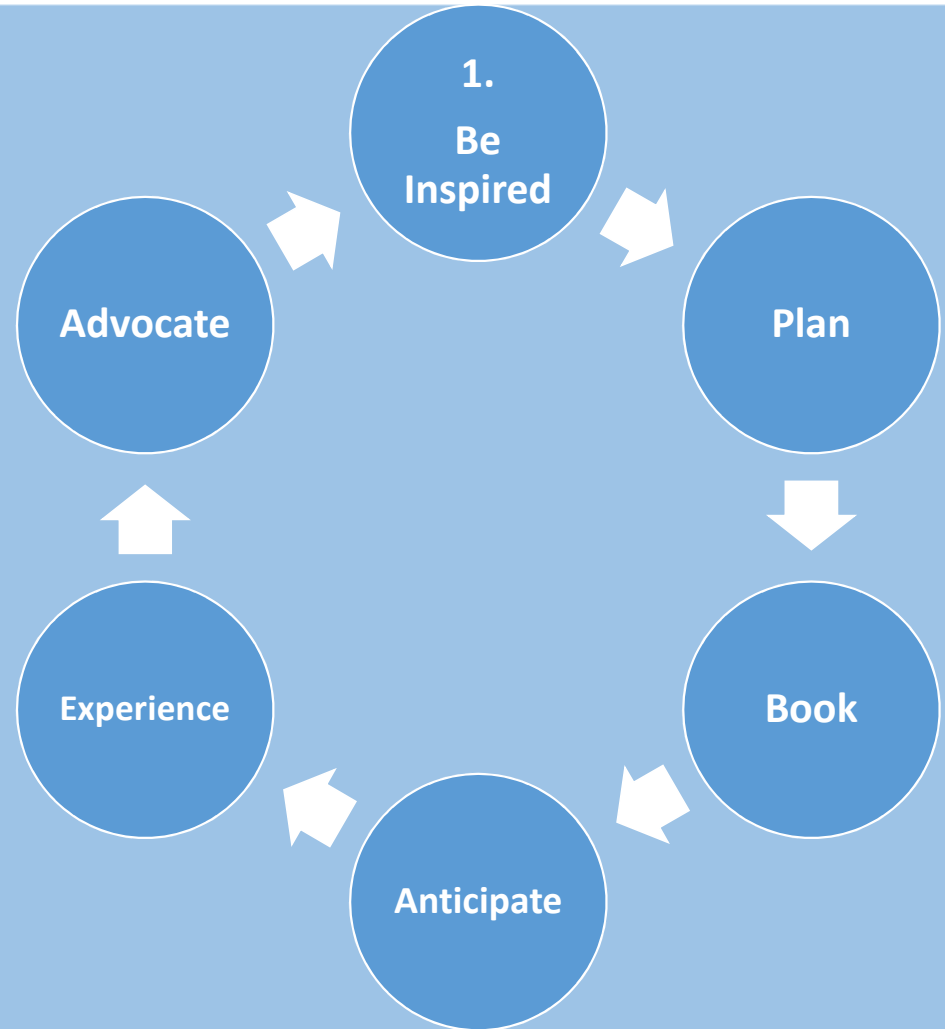 1.
Be
Inspired
Plan
Book
Anticipate
Experience
Advocate